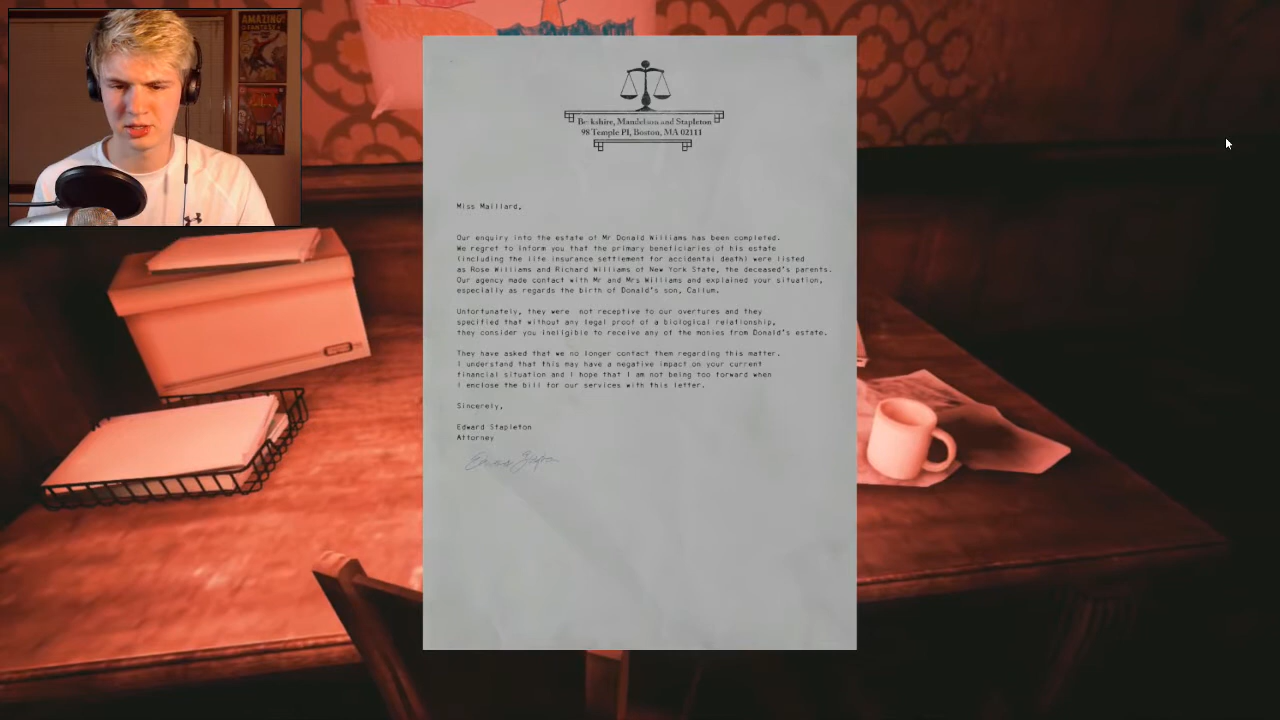 AMAZING
Berkshire, Mandleton and Stapleton
98 Temple Pl, Boston, MA 02111
Miss Maillard,
Our enquiry into the estate of Mr Donald Williams has been completed.
We regret to inform you that the primary beneficiaries of his estate
(including the life insurance settlement for accidental death) were listed
as Rose Williams and Richard Williams of New York State, the deceased's parents.
Our agency made contact with Mr and Mrs Williams and explained your situation,
especially as regards the birth of Donald's son, Callum.
Unfortunately, they were not receptive to our overtures and they
specified that without any legal proof of a biological relationship,
they consider you ineligible to receive any of the monies from Donald's estate.
They have asked that we no longer contact them regarding this matter.
I understand that this may have a negative impact on your current
financial situation and I hope that I am not being too forward when
I enclose the bill for our services with this letter.
Sincerely,
Edward Stapleton
Attorney